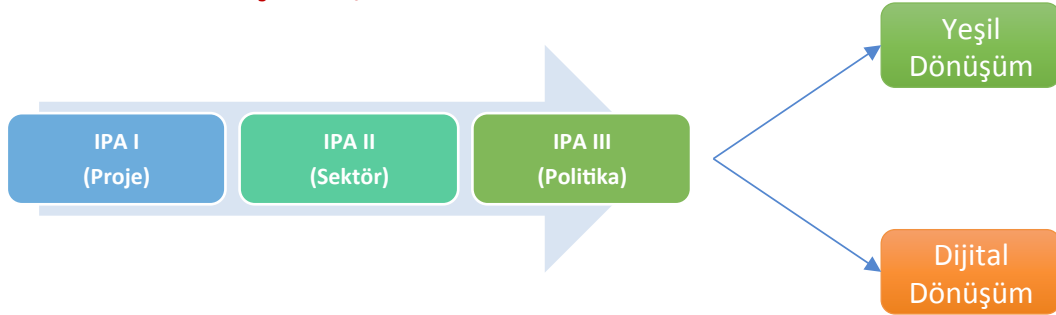 IPA I
(Proje)
IPA II
(Sektör)
IPA III
(Politika)
Yeşil
Dönüşüm
Dijital
Dönüşüm